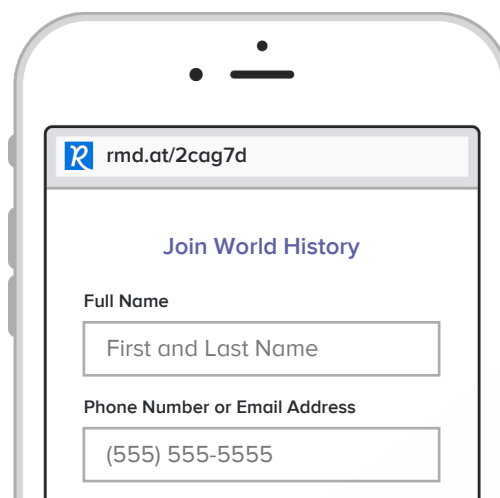 R rmd.at/2cag7d
Join World History
Full Name
First and Last Name
Phone Number or Email Address
(555) 555-5555